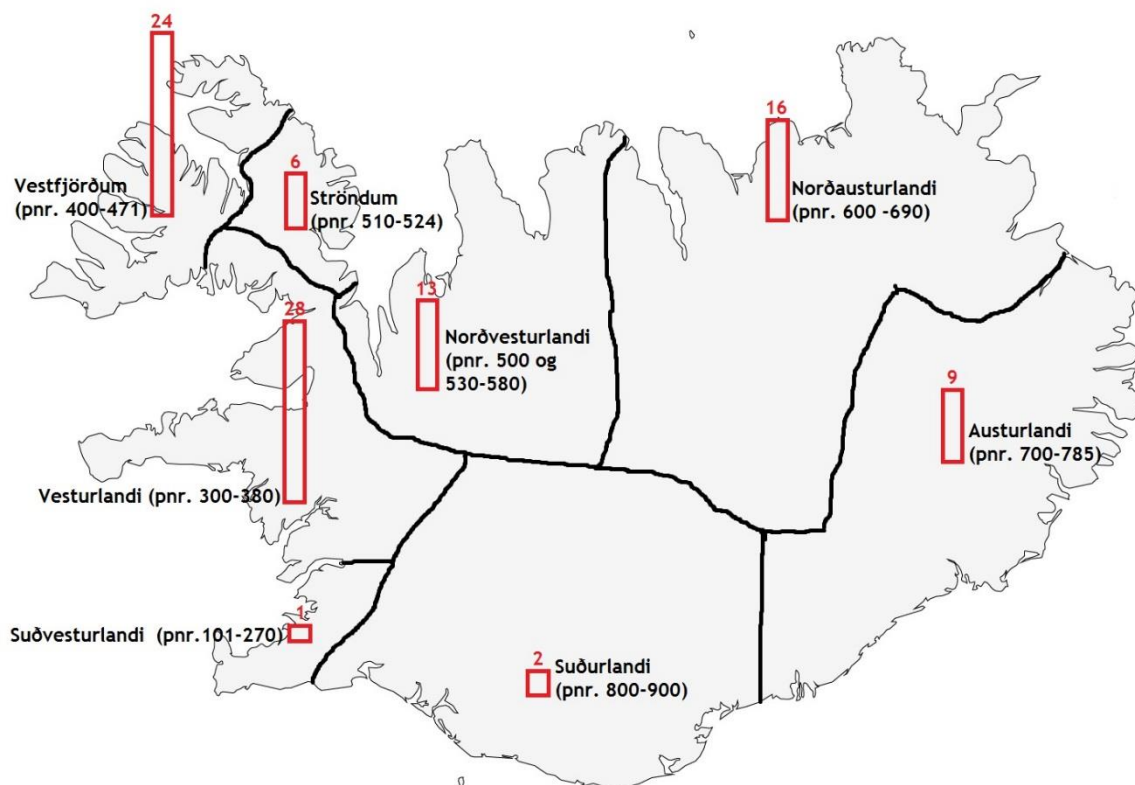 24
16
6
Vestfjörðum
(pnr. 400-471)
Ströndum
(pnr. 510-524)
Norðausturlandi
(pnr. 600 -690)
13
28
Norðvesturlandi
(pnr. 500 og
530-580)
9
Austurlandi
(pnr. 700-785)
Vesturlandi (pnr. 300-380)
1
Suðvesturlandi (pnr.101-270)
2
Suðurlandi
(pnr. 800-900)